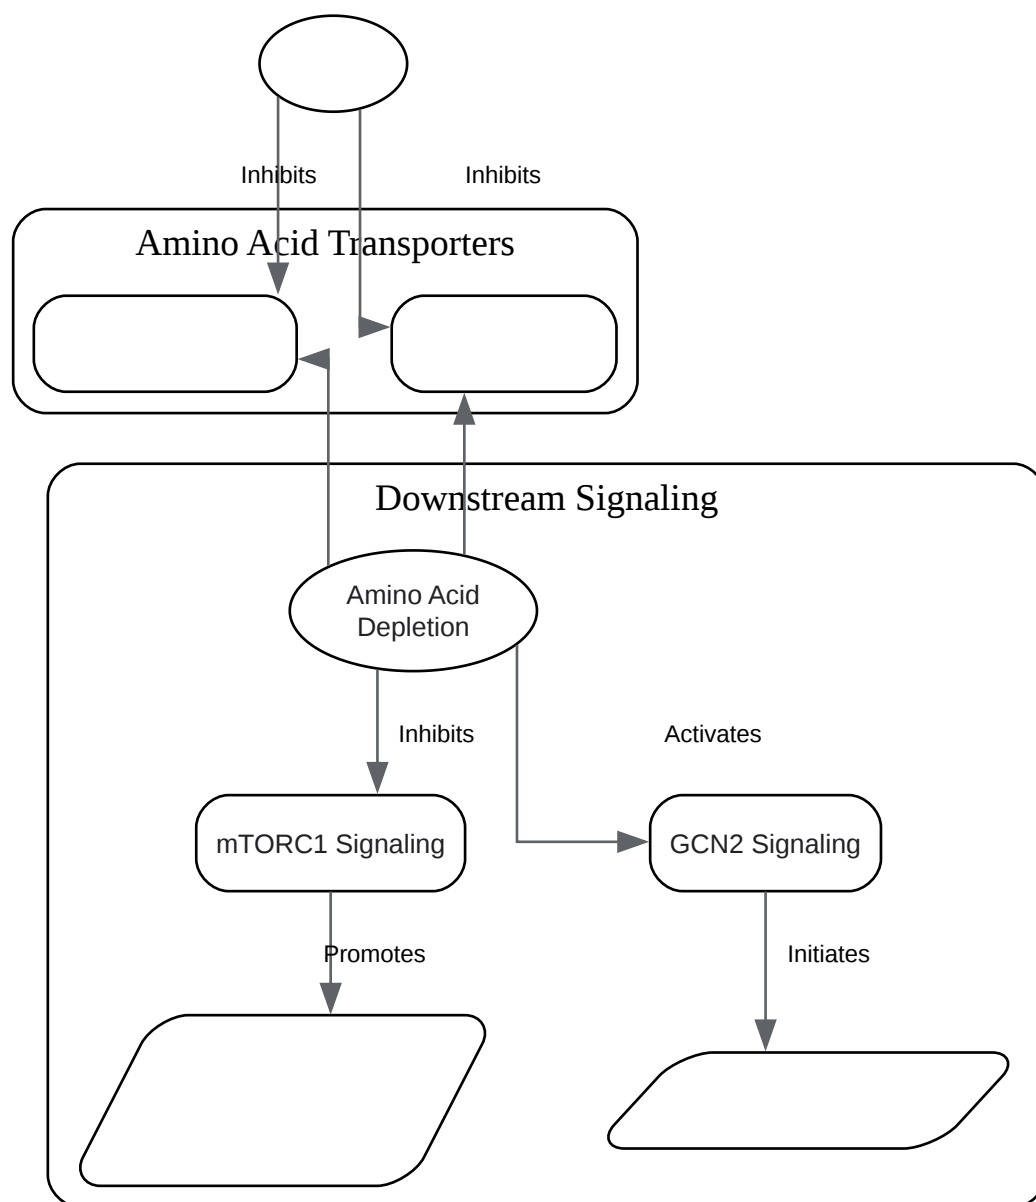 Inhibits
Inhibits
Amino Acid Transporters
Downstream Signaling
Amino Acid
Depletion
Inhibits
Activates
mTORC1 Signaling
GCN2 Signaling
Promotes
Initiates